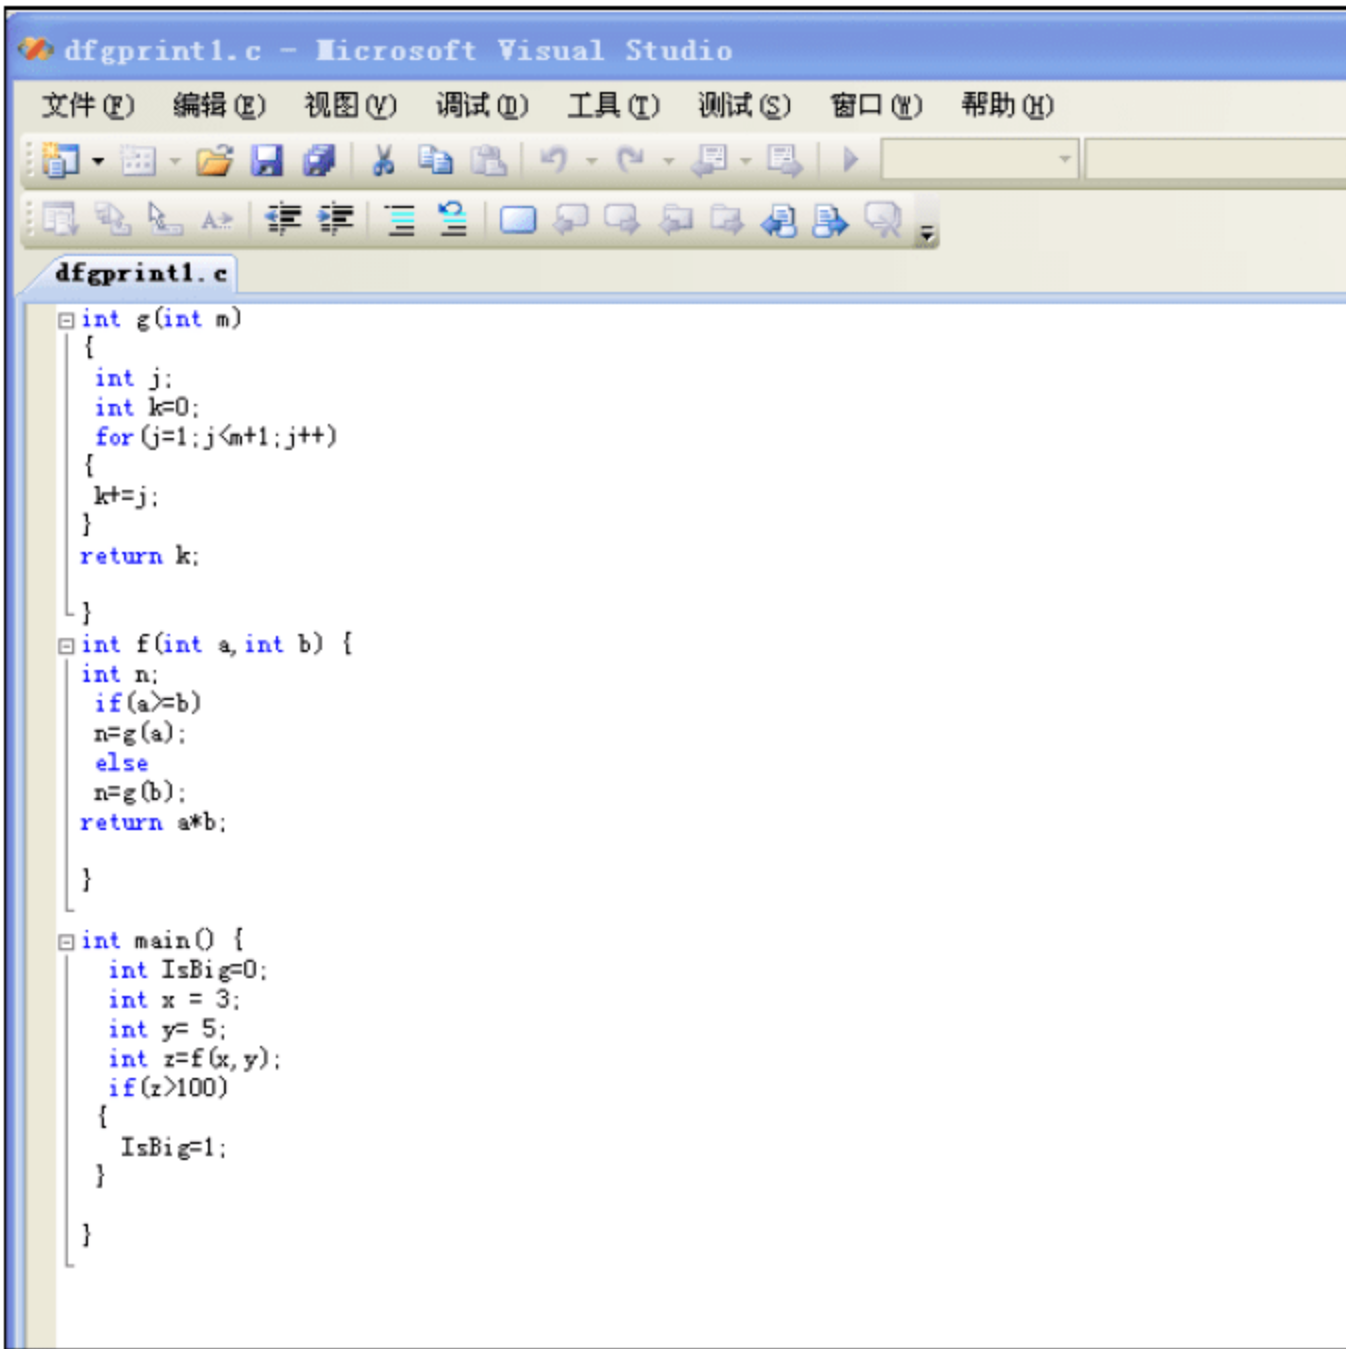 dfgprint1.c - Microsoft Visual Studio
文件(F) 编辑(E) 视图(V) 调试(D) 工具(T) 测试(S) 窗口(W) 帮助(H)
dfgprint1.c
int g(int m)
{
int j;
int k=0;
for(j=1;j<m+1;j++)
{
k+=j;
}
return k;
}
int f(int a,int b) {
int n;
if(a>=b)
n=g(a);
else
n=g(b);
return a*b;
}
int main() {
int IsBig=0;
int x = 3;
int y= 5;
int z=f(x,y);
if(z>100)
{
IsBig=1;
}
}